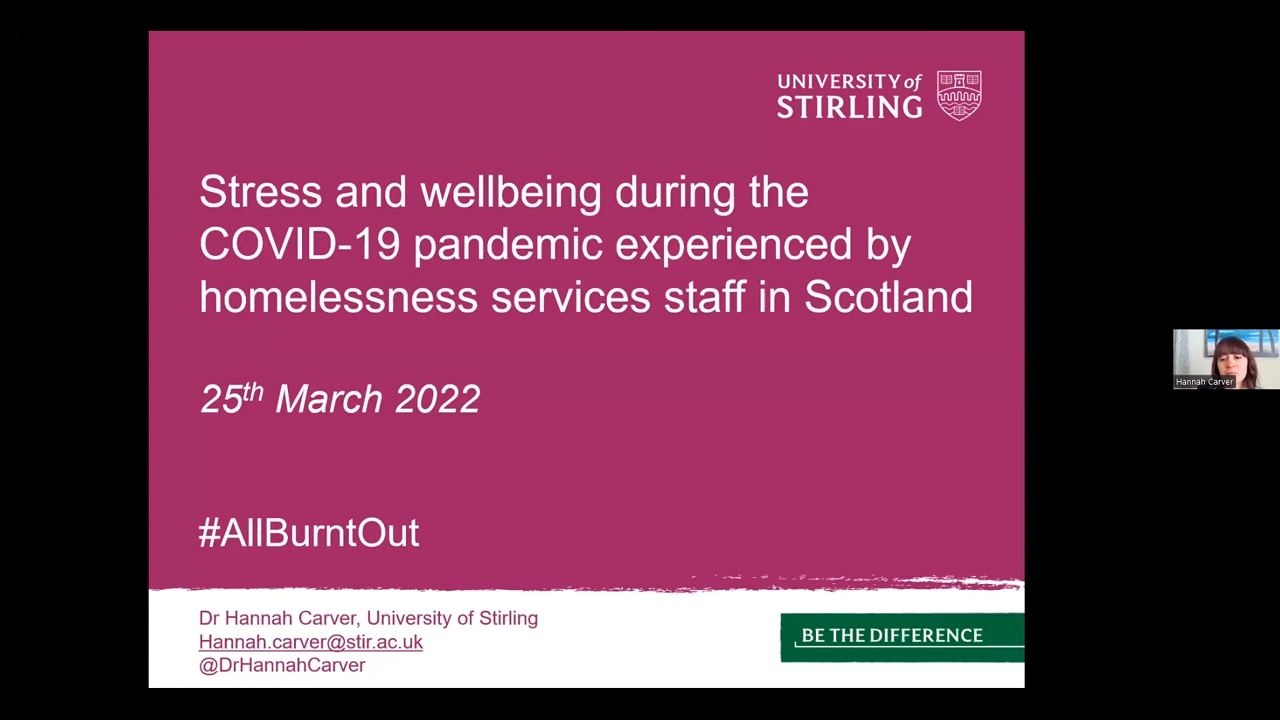 UNIVERSITY of
STIRLING
Stress and wellbeing during the
COVID-19 pandemic experienced by
homelessness services staff in Scotland
25th March 2022
#AllBurntOut
Dr Hannah Carver, University of Stirling
Hannah.carver@stir.ac.uk
@DrHannahCarver
BE THE DIFFERENCE
Hannah Carver